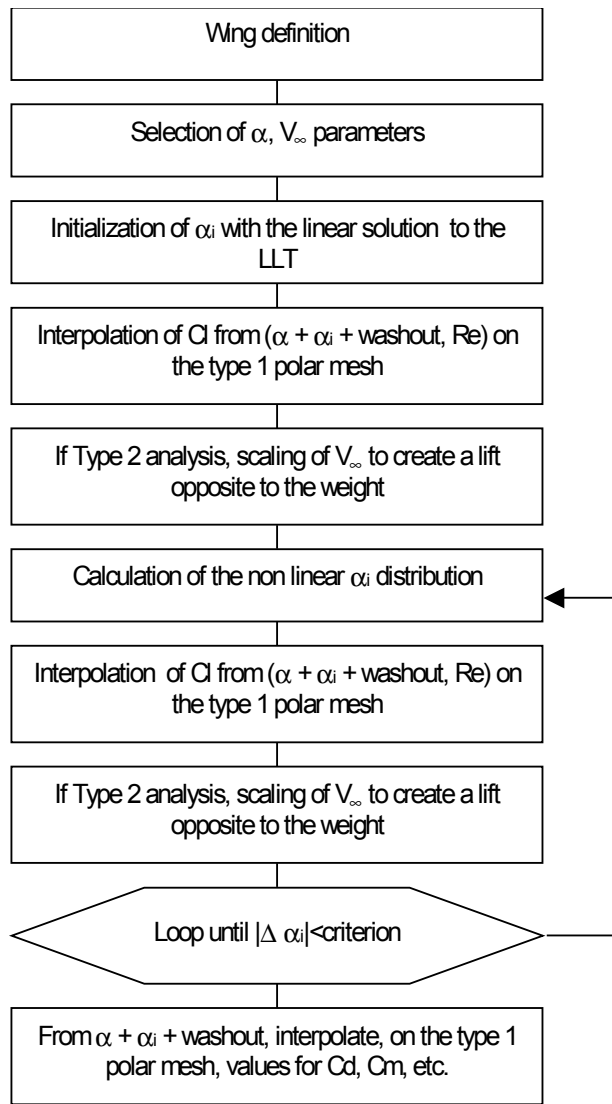 Wing definition
Selection of α, V∞ parameters
Initialization of αi with the linear solution to the
LLT
Interpolation of Cl from (α + αi + washout, Re) on
the type 1 polar mesh
If Type 2 analysis, scaling of V∞ to create a lift
opposite to the weight
Calculation of the non linear αi distribution
Interpolation of Cl from (α + αi + washout, Re) on
the type 1 polar mesh
If Type 2 analysis, scaling of V∞ to create a lift
opposite to the weight
Loop until |Δ αi|<criterion
From α + αi + washout, interpolate, on the type 1
polar mesh, values for Cd, Cm, etc.